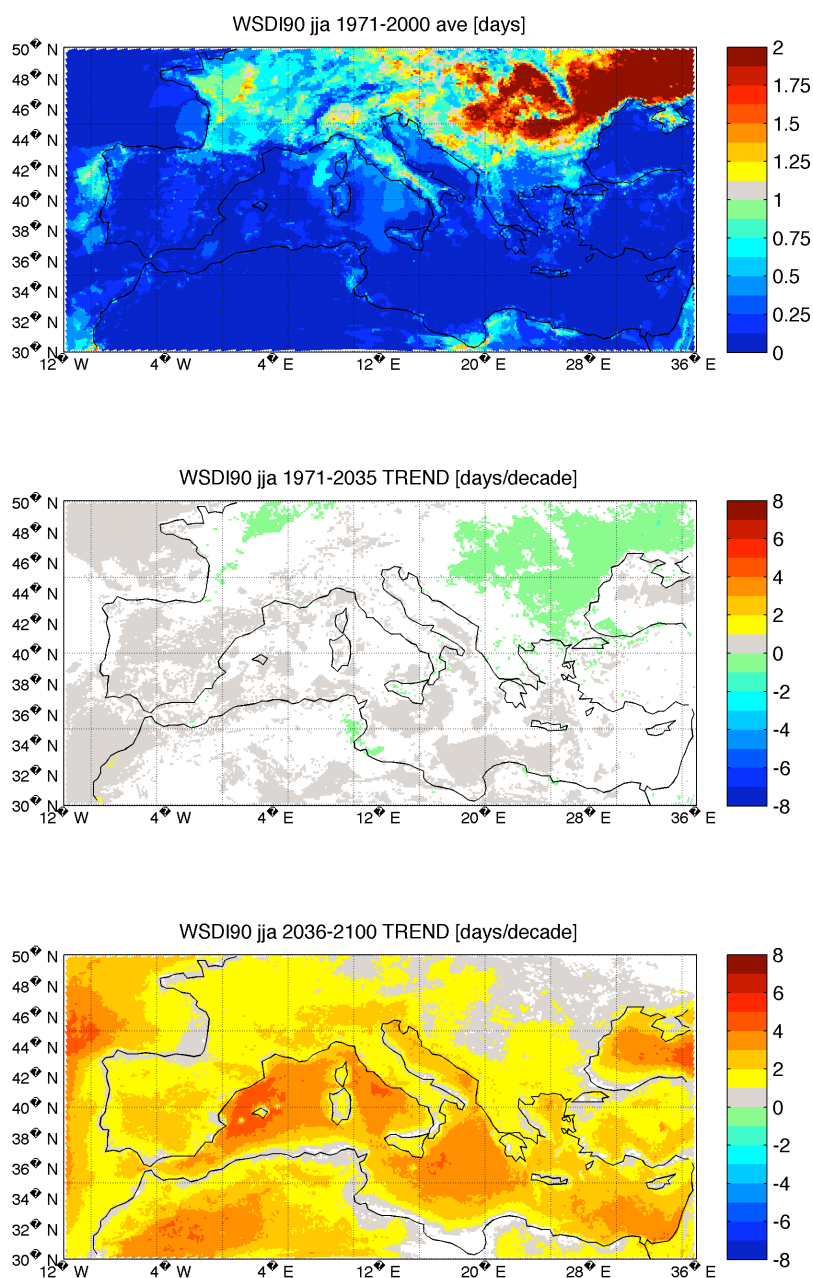 WSDI90 jja 1971-2000 ave [days]
50� N
48� N
46� N
44� N
42� N
40� N
38� N
36� N
34� N
32� N
30� N
12� W
4� W
4� E
12� E
20� E
28� E
36� E
2
1.75
1.5
1.25
1
0.75
0.5
0.25
0
WSDI90 jja 1971-2035 TREND [days/decade]
50� N
48� N
46� N
44� N
42� N
40� N
38� N
36� N
34� N
32� N
30� N
12� W
4� W
4� E
12� E
20� E
28� E
36� E
8
6
4
2
0
-2
-4
-6
-8
WSDI90 jja 2036-2100 TREND [days/decade]
50� N
48� N
46� N
44� N
42� N
40� N
38� N
36� N
34� N
32� N
30� N
12� W
4� W
4� E
12� E
20� E
28� E
36� E
8
6
4
2
0
-2
-4
-6
-8